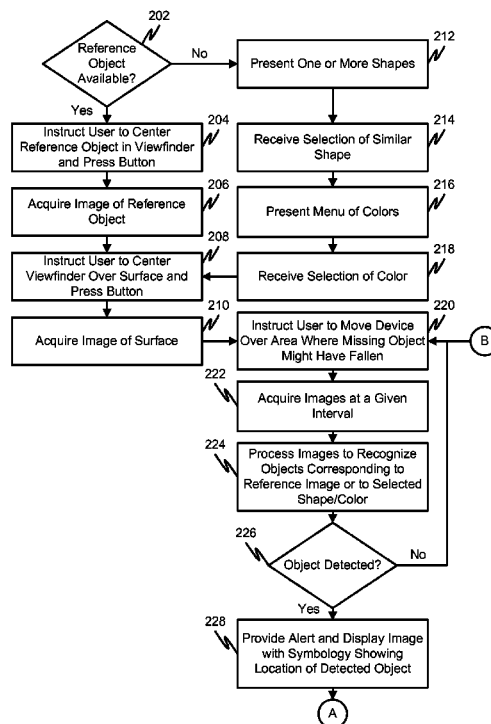 202
Reference
Object
Available?
No
Yes
212
Present One or More Shapes
204
Instruct User to Center
Reference Object in Viewfinder
and Press Button
214
Receive Selection of Similar
Shape
206
Acquire Image of Reference
Object
216
Present Menu of Colors
208
Instruct User to Center
Viewfinder Over Surface and
Press Button
218
Receive Selection of Color
210
Acquire Image of Surface
220
Instruct User to Move Device
Over Area Where Missing Object
Might Have Fallen
B
222
Acquire Images at a Given
Interval
224
Process Images to Recognize
Objects Corresponding to
Reference Image or to Selected
Shape/Color
226
Object Detected?
No
Yes
228
Provide Alert and Display Image
with Symbology Showing
Location of Detected Object
A